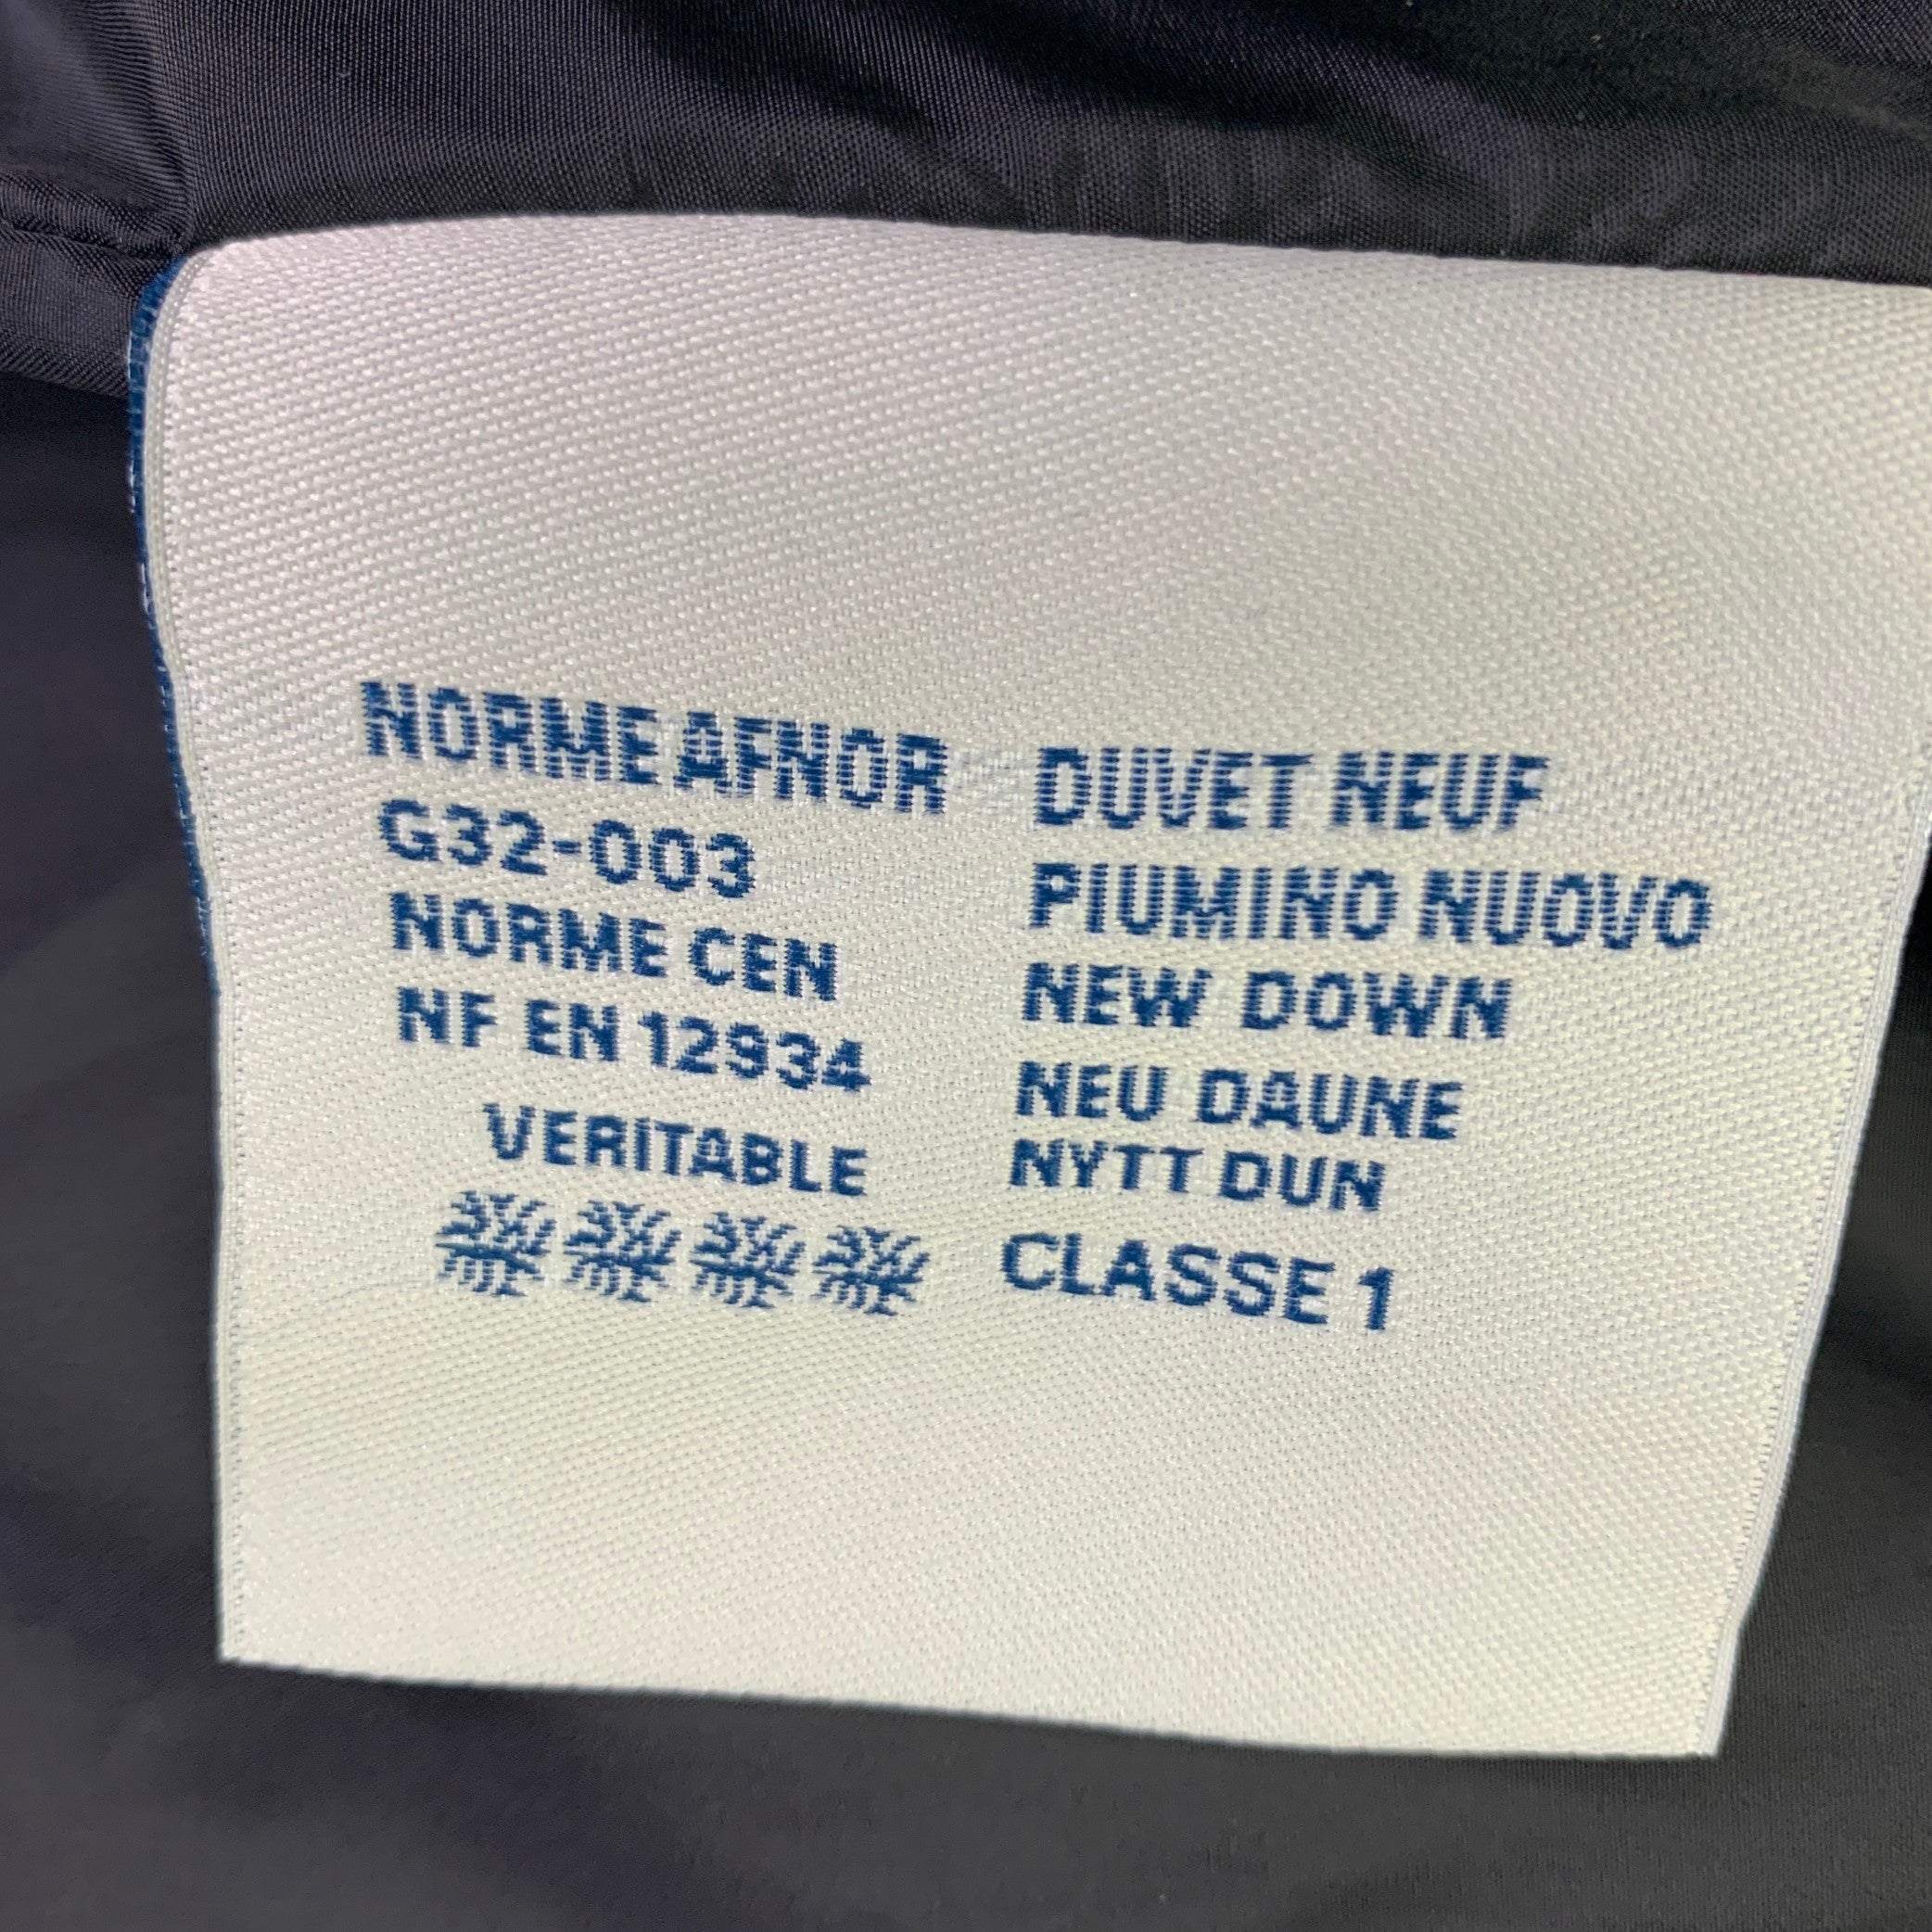 NORME AFNOR
G32-003
NORME CEN
NF EN 12934
VERITABLE
DUVET NEUF
PIUMINO NUOVO
NEW DOWN
NEU DAUNE
NYTT DUN
CLASSE 1